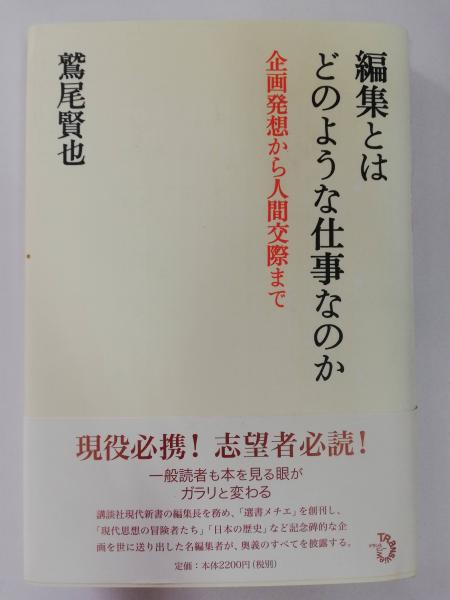 編集とは
どのような仕事なのか
企画発想から人間交際まで
鷲尾賢也
現役必携！志望者必読！
一般読者も本を見る眼が
ガラリと変わる
講談社現代新書の編集長を務め、「選書メチエ」を創刊し、
「現代思想の冒険者たち」「日本の歴史」など記念碑的な企
画を世に送り出した名編集者が、奥義のすべてを披露する。
定価：本体2200円（税別）